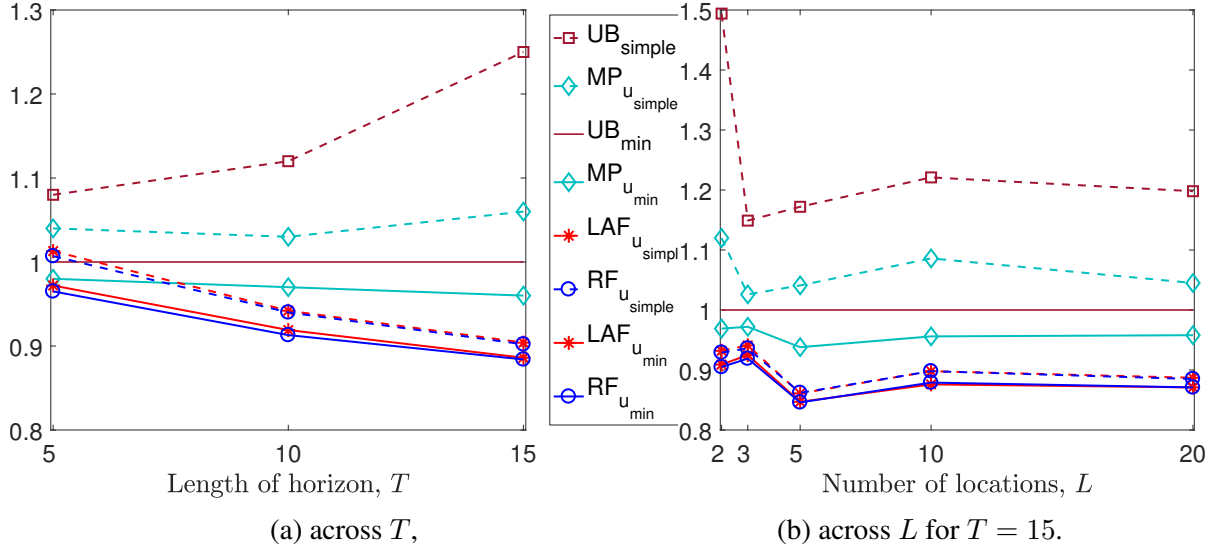 1.3
1.2
1.1
1
0.9
0.8
5
10
15
Length of horizon, T
(a) across T,
UB_simple
MP_u_simple
UB_min
MP_u_min
LAF_u_simpl
RF_u_simple
LAF_u_min
RF_u_min
1.5
1.4
1.3
1.2
1.1
1
0.9
0.8
2
3
5
10
20
Number of locations, L
(b) across L for T = 15.